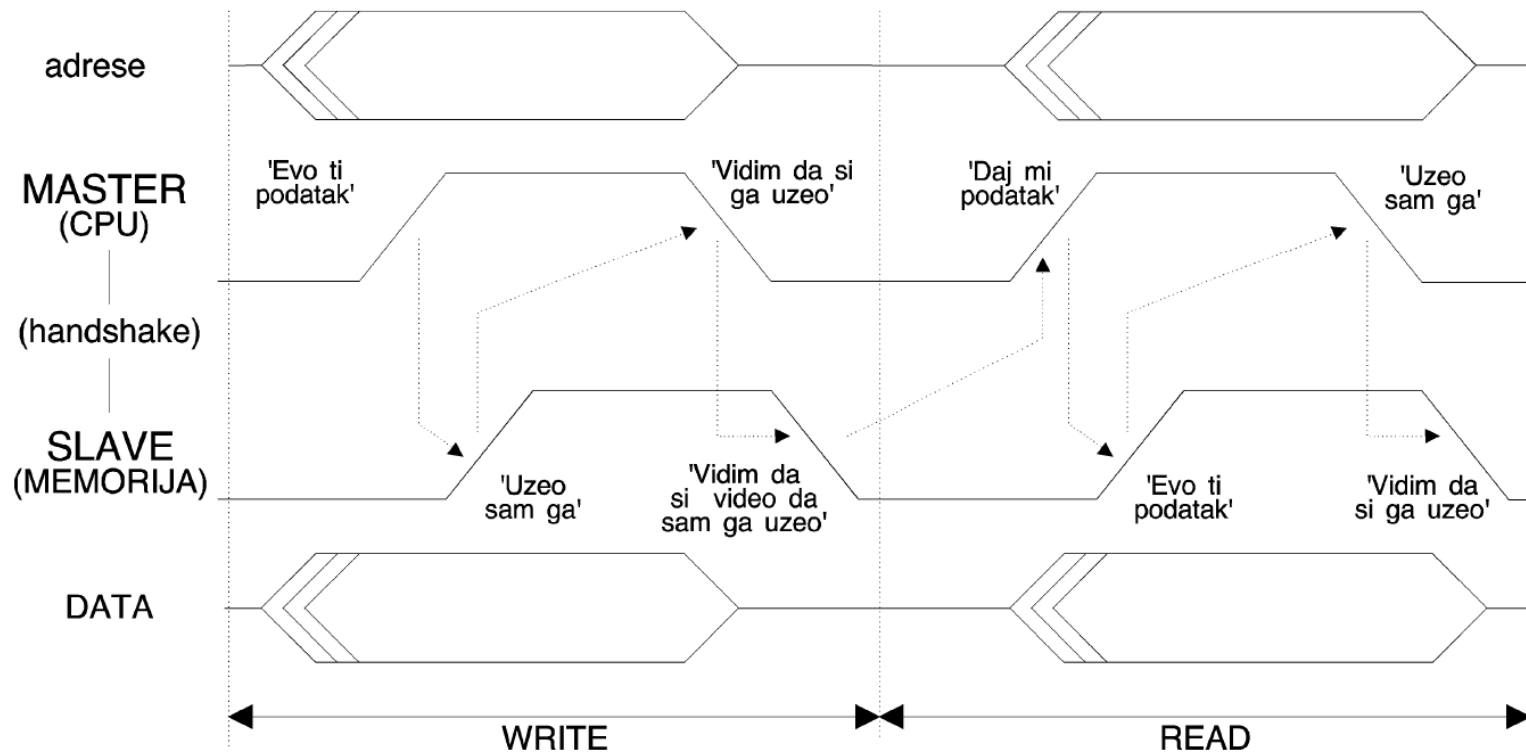 adrese
'Evo ti
podatak'
'Vidim da si
ga uzeo'
'Daj mi
podatak'
'Uzeo
sam ga'
MASTER
(CPU)
(handshake)
SLAVE
(MEMORIJA)
'Uzeo
sam ga'
'Vidim da
si video da
sam ga uzeo'
'Evo ti
podatak'
'Vidim da
si ga uzeo'
DATA
WRITE
READ